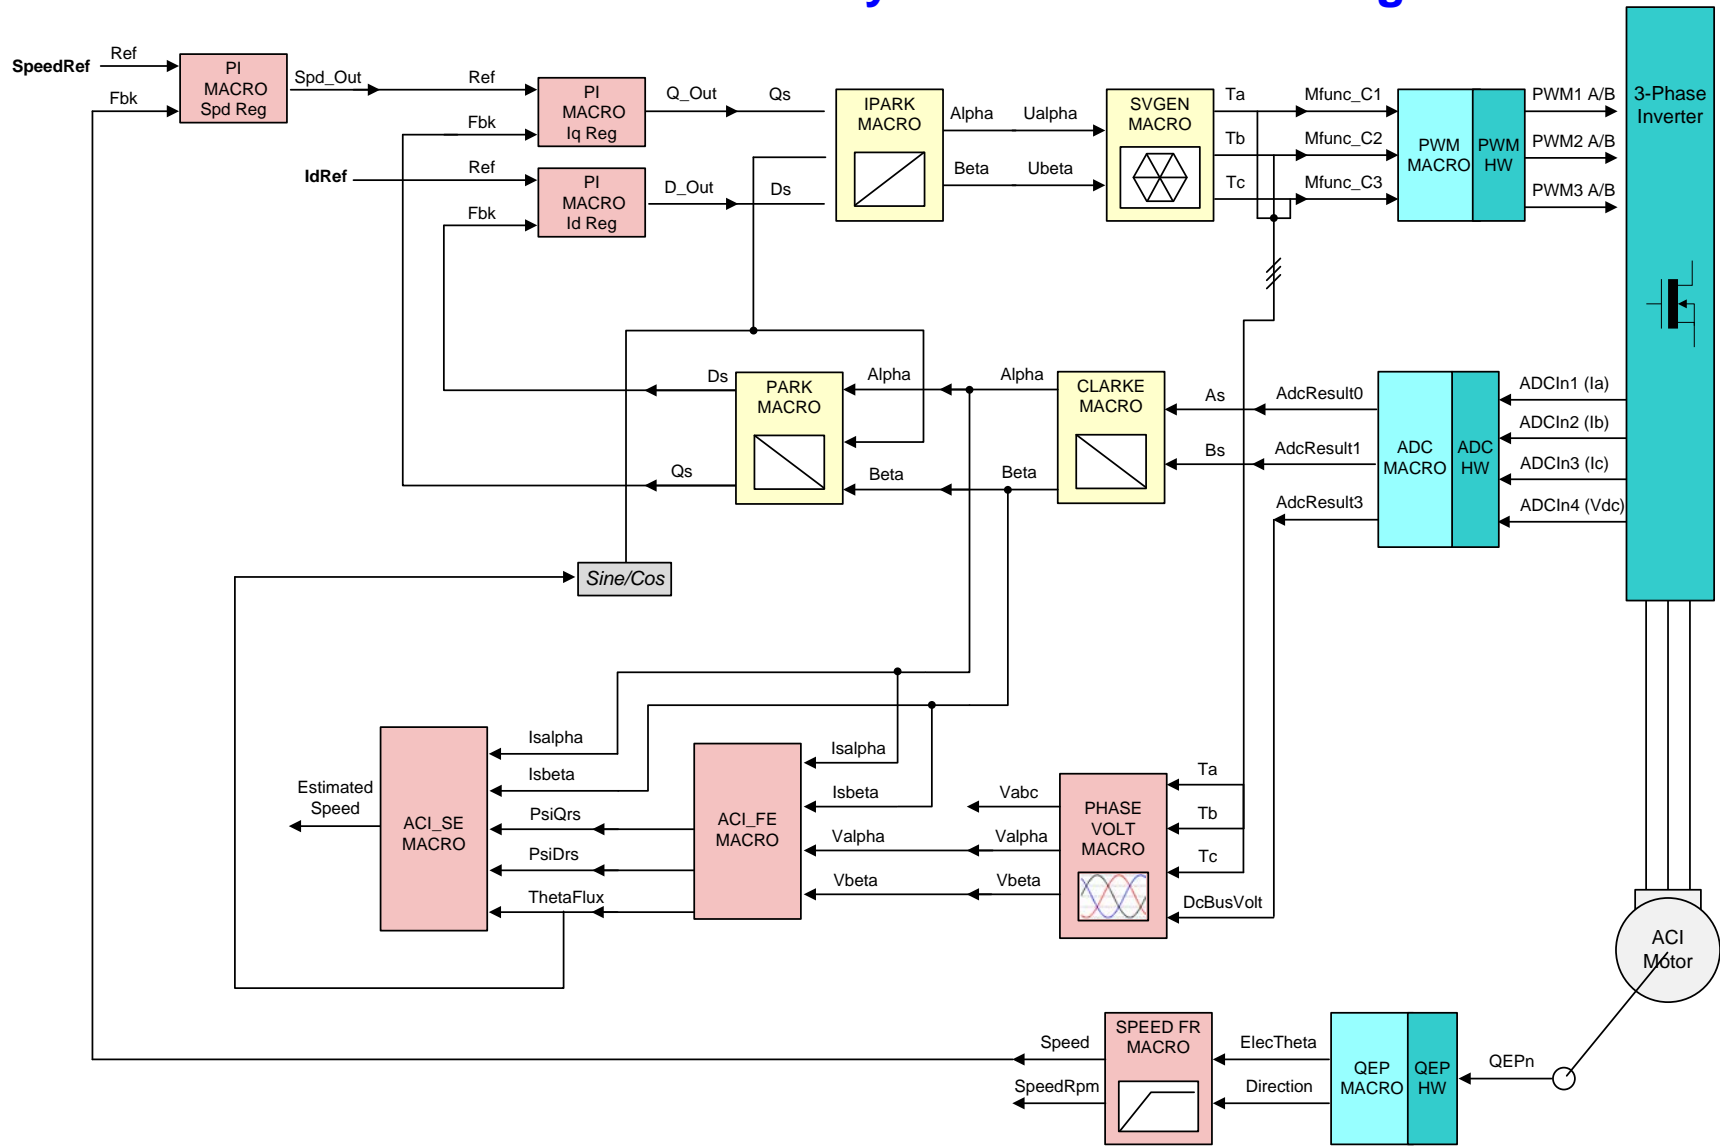 SpeedRef
Ref
Fbk
PI
MACRO
Spd Reg
Spd_Out
Ref
Fbk
PI
MACRO
Iq Reg
Q_Out
Qs
IdRef
Ref
Fbk
PI
MACRO
Id Reg
D_Out
Ds
IPARK
MACRO
Alpha
Ualpha
Beta
Ubeta
SVGEN
MACRO
Ta
Tb
Tc
Mfunc_C1
Mfunc_C2
Mfunc_C3
PWM
MACRO
PWM
HW
PWM1 A/B
PWM2 A/B
PWM3 A/B
3-Phase
Inverter
Ds
Qs
PARK
MACRO
Alpha
Alpha
Beta
Beta
CLARKE
MACRO
As
AdcResult0
Bs
AdcResult1
AdcResult3
ADC
MACRO
ADC
HW
ADCIn1 (Ia)
ADCIn2 (Ib)
ADCIn3 (Ic)
ADCIn4 (Vdc)
Sine/Cos
Estimated
Speed
ACI_SE
MACRO
Isalpha
Isbeta
PsiQrs
PsiDrs
ThetaFlux
ACI_FE
MACRO
Isalpha
Isbeta
Valpha
Vbeta
Vabc
Valpha
Vbeta
PHASE
VOLT
MACRO
Ta
Tb
Tc
DcBusVolt
ACI
Motor
Speed
SpeedRpm
SPEED FR
MACRO
ElecTheta
Direction
QEP
MACRO
QEP
HW
QEPn